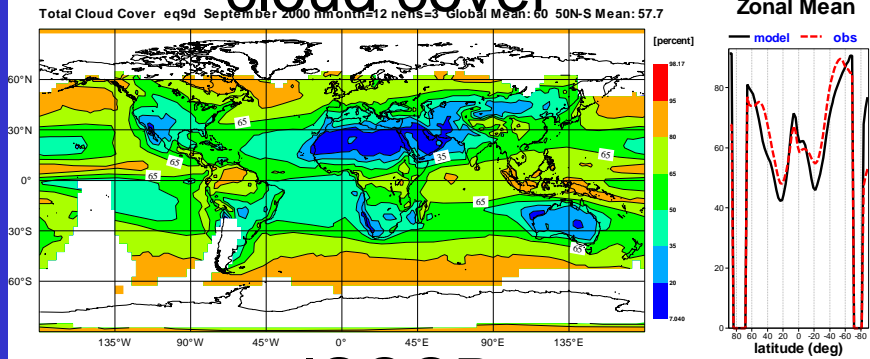 cloud cover
Total Cloud Cover eq9d September 2000 nmonth=12 nens=3 Global Mean: 60 50N-S Mean: 57.7
Zonal Mean
[percent]
model obs
98.17
95
80
65
50
35
20
7.040
60°N
30°N
0°
30°S
60°S
65
65
65
35
65
65
65
135°W 90°W 45°W 0° 45°E 90°E 135°E
80
60
40
20
0
80 60 40 20 0 -20 -40 -60 -80
latitude (deg)